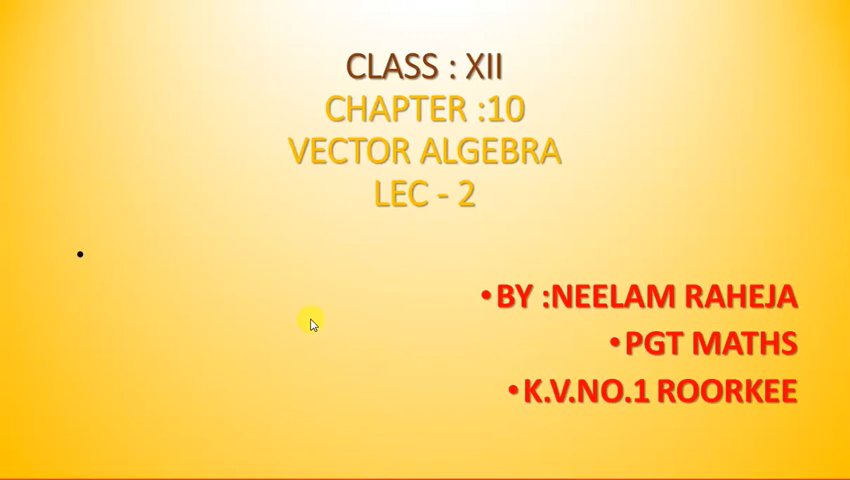 CLASS : XII
CHAPTER :10
VECTOR ALGEBRA
LEC - 2
•
•BY :NEELAM RAHEJA
•PGT MATHS
•K.V.NO.1 ROORKEE